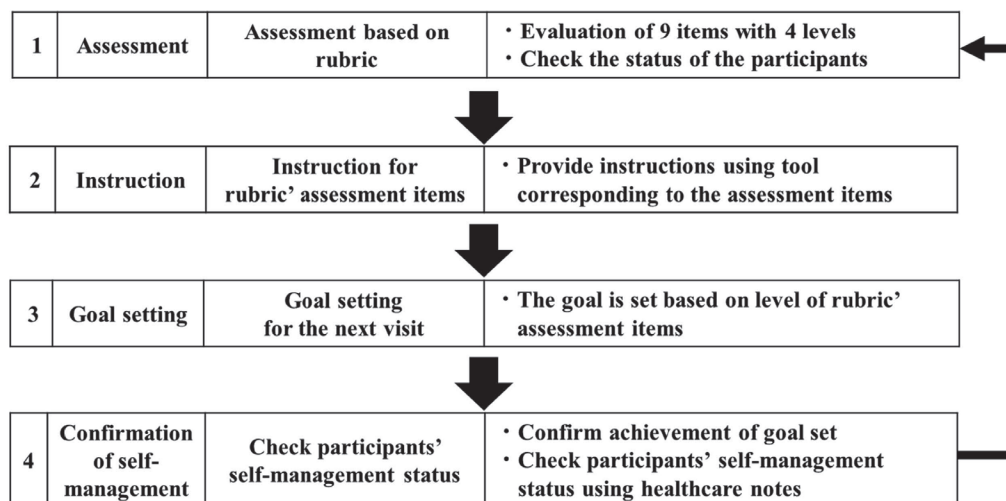 1
Assessment
Assessment based on
rubric
・Evaluation of 9 items with 4 levels
・Check the status of the participants
2
Instruction
Instruction for
rubric’ assessment items
・Provide instructions using tool
corresponding to the assessment items
3
Goal setting
Goal setting
for the next visit
・The goal is set based on level of rubric’
assessment items
4
Confirmation
of self-
management
Check participants’
self-management status
・Confirm achievement of goal set
・Check participants’ self-management
status using healthcare notes